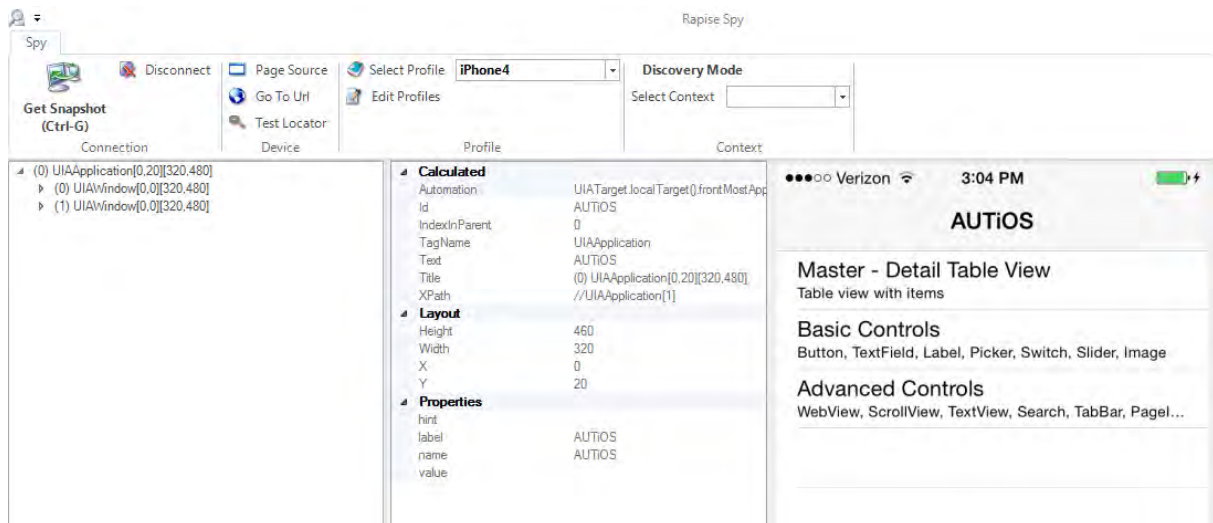 Rapise Spy
Spy
Get Snapshot
(Ctrl-G)
Disconnect
Connection
Page Source
Go To Url
Test Locator
Device
Select Profile iPhone4
Edit Profiles
Profile
Discovery Mode
Select Context
Context
(0) UIAApplication[0,20][320,480]
(0) UIAWindow[0,0][320,480]
(1) UIAWindow[0,0][320,480]
Calculated
Automation UIATarget.localTarget().frontMostApp
Id AUTiOS
IndexInParent 0
TagName UIAApplication
Text AUTiOS
Title (0) UIAApplication[0,20][320,480]
XPath //UIAApplication[1]
Layout
Height 460
Width 320
X 0
Y 20
Properties
hint
label AUTiOS
name AUTiOS
value
Verizon 3:04 PM
AUTiOS
Master - Detail Table View
Table view with items
Basic Controls
Button, TextField, Label, Picker, Switch, Slider, Image
Advanced Controls
WebView, ScrollView, TextView, Search, TabBar, PageI...